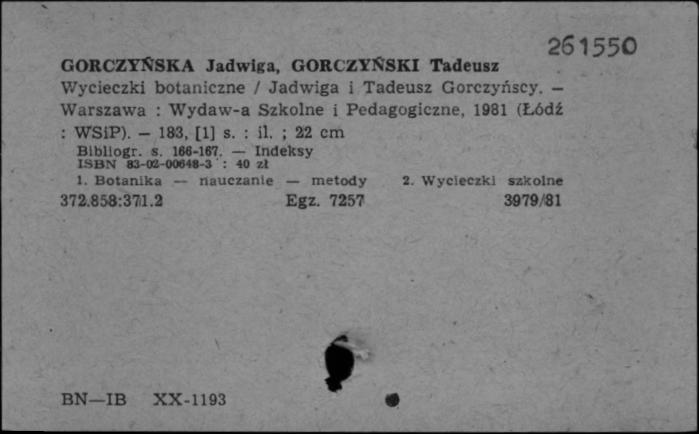 261550
GORCZYŃSKA Jadwiga, GORCZYŃSKI Tadeusz
Wycieczki botaniczne / Jadwiga i Tadeusz Gorczyńscy. —
Warszawa : Wydaw-a Szkolne i Pedagogiczne, 1981 (Łódź
: WSiP). — 183, [1] s. : il. ; 22 cm
Bibliogr. s. 166-167. — Indeksy
ISBN 83-02-00648-3 : 40 zł
1. Botanika — nauczanie — metody 2. Wycieczki szkolne
372.858:371.2 Egz. 7257 3979/81
BN—IB XX-1193